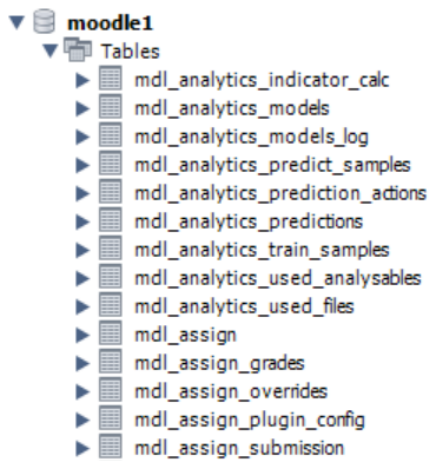 moodle1
Tables
mdl_analytics_indicator_calc
mdl_analytics_models
mdl_analytics_models_log
mdl_analytics_predict_samples
mdl_analytics_prediction_actions
mdl_analytics_predictions
mdl_analytics_train_samples
mdl_analytics_used_analysables
mdl_analytics_used_files
mdl_assign
mdl_assign_grades
mdl_assign_overrides
mdl_assign_plugin_config
mdl_assign_submission